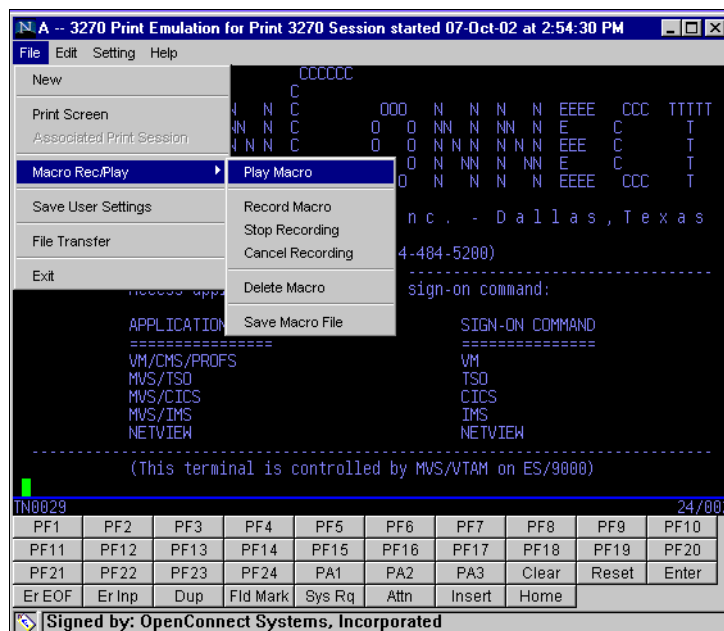 A -- 3270 Print Emulation for Print 3270 Session started 07-Oct-02 at 2:54:30 PM
File Edit Setting Help
New
Print Screen
Associated Print Session
Macro Rec/Play
Save User Settings
File Transfer
Exit
Play Macro
Record Macro
Stop Recording
Cancel Recording
Delete Macro
Save Macro File
n c . - D a l l a s , T e x a s
4-484-5200)
sign-on command:
APPLICATION SIGN-ON COMMAND
VM/CMS/PROFS VM
MVS/TSO TSO
MVS/CICS CICS
MVS/IMS IMS
NETVIEW NETVIEW
(This terminal is controlled by MVS/VTAM on ES/9000)
TN0029 24/00
PF1 PF2 PF3 PF4 PF5 PF6 PF7 PF8 PF9 PF10
PF11 PF12 PF13 PF14 PF15 PF16 PF17 PF18 PF19 PF20
PF21 PF22 PF23 PF24 PA1 PA2 PA3 Clear Reset Enter
Er EOF Er Inp Dup Fld Mark Sys Rq Attn Insert Home
Signed by: OpenConnect Systems, Incorporated